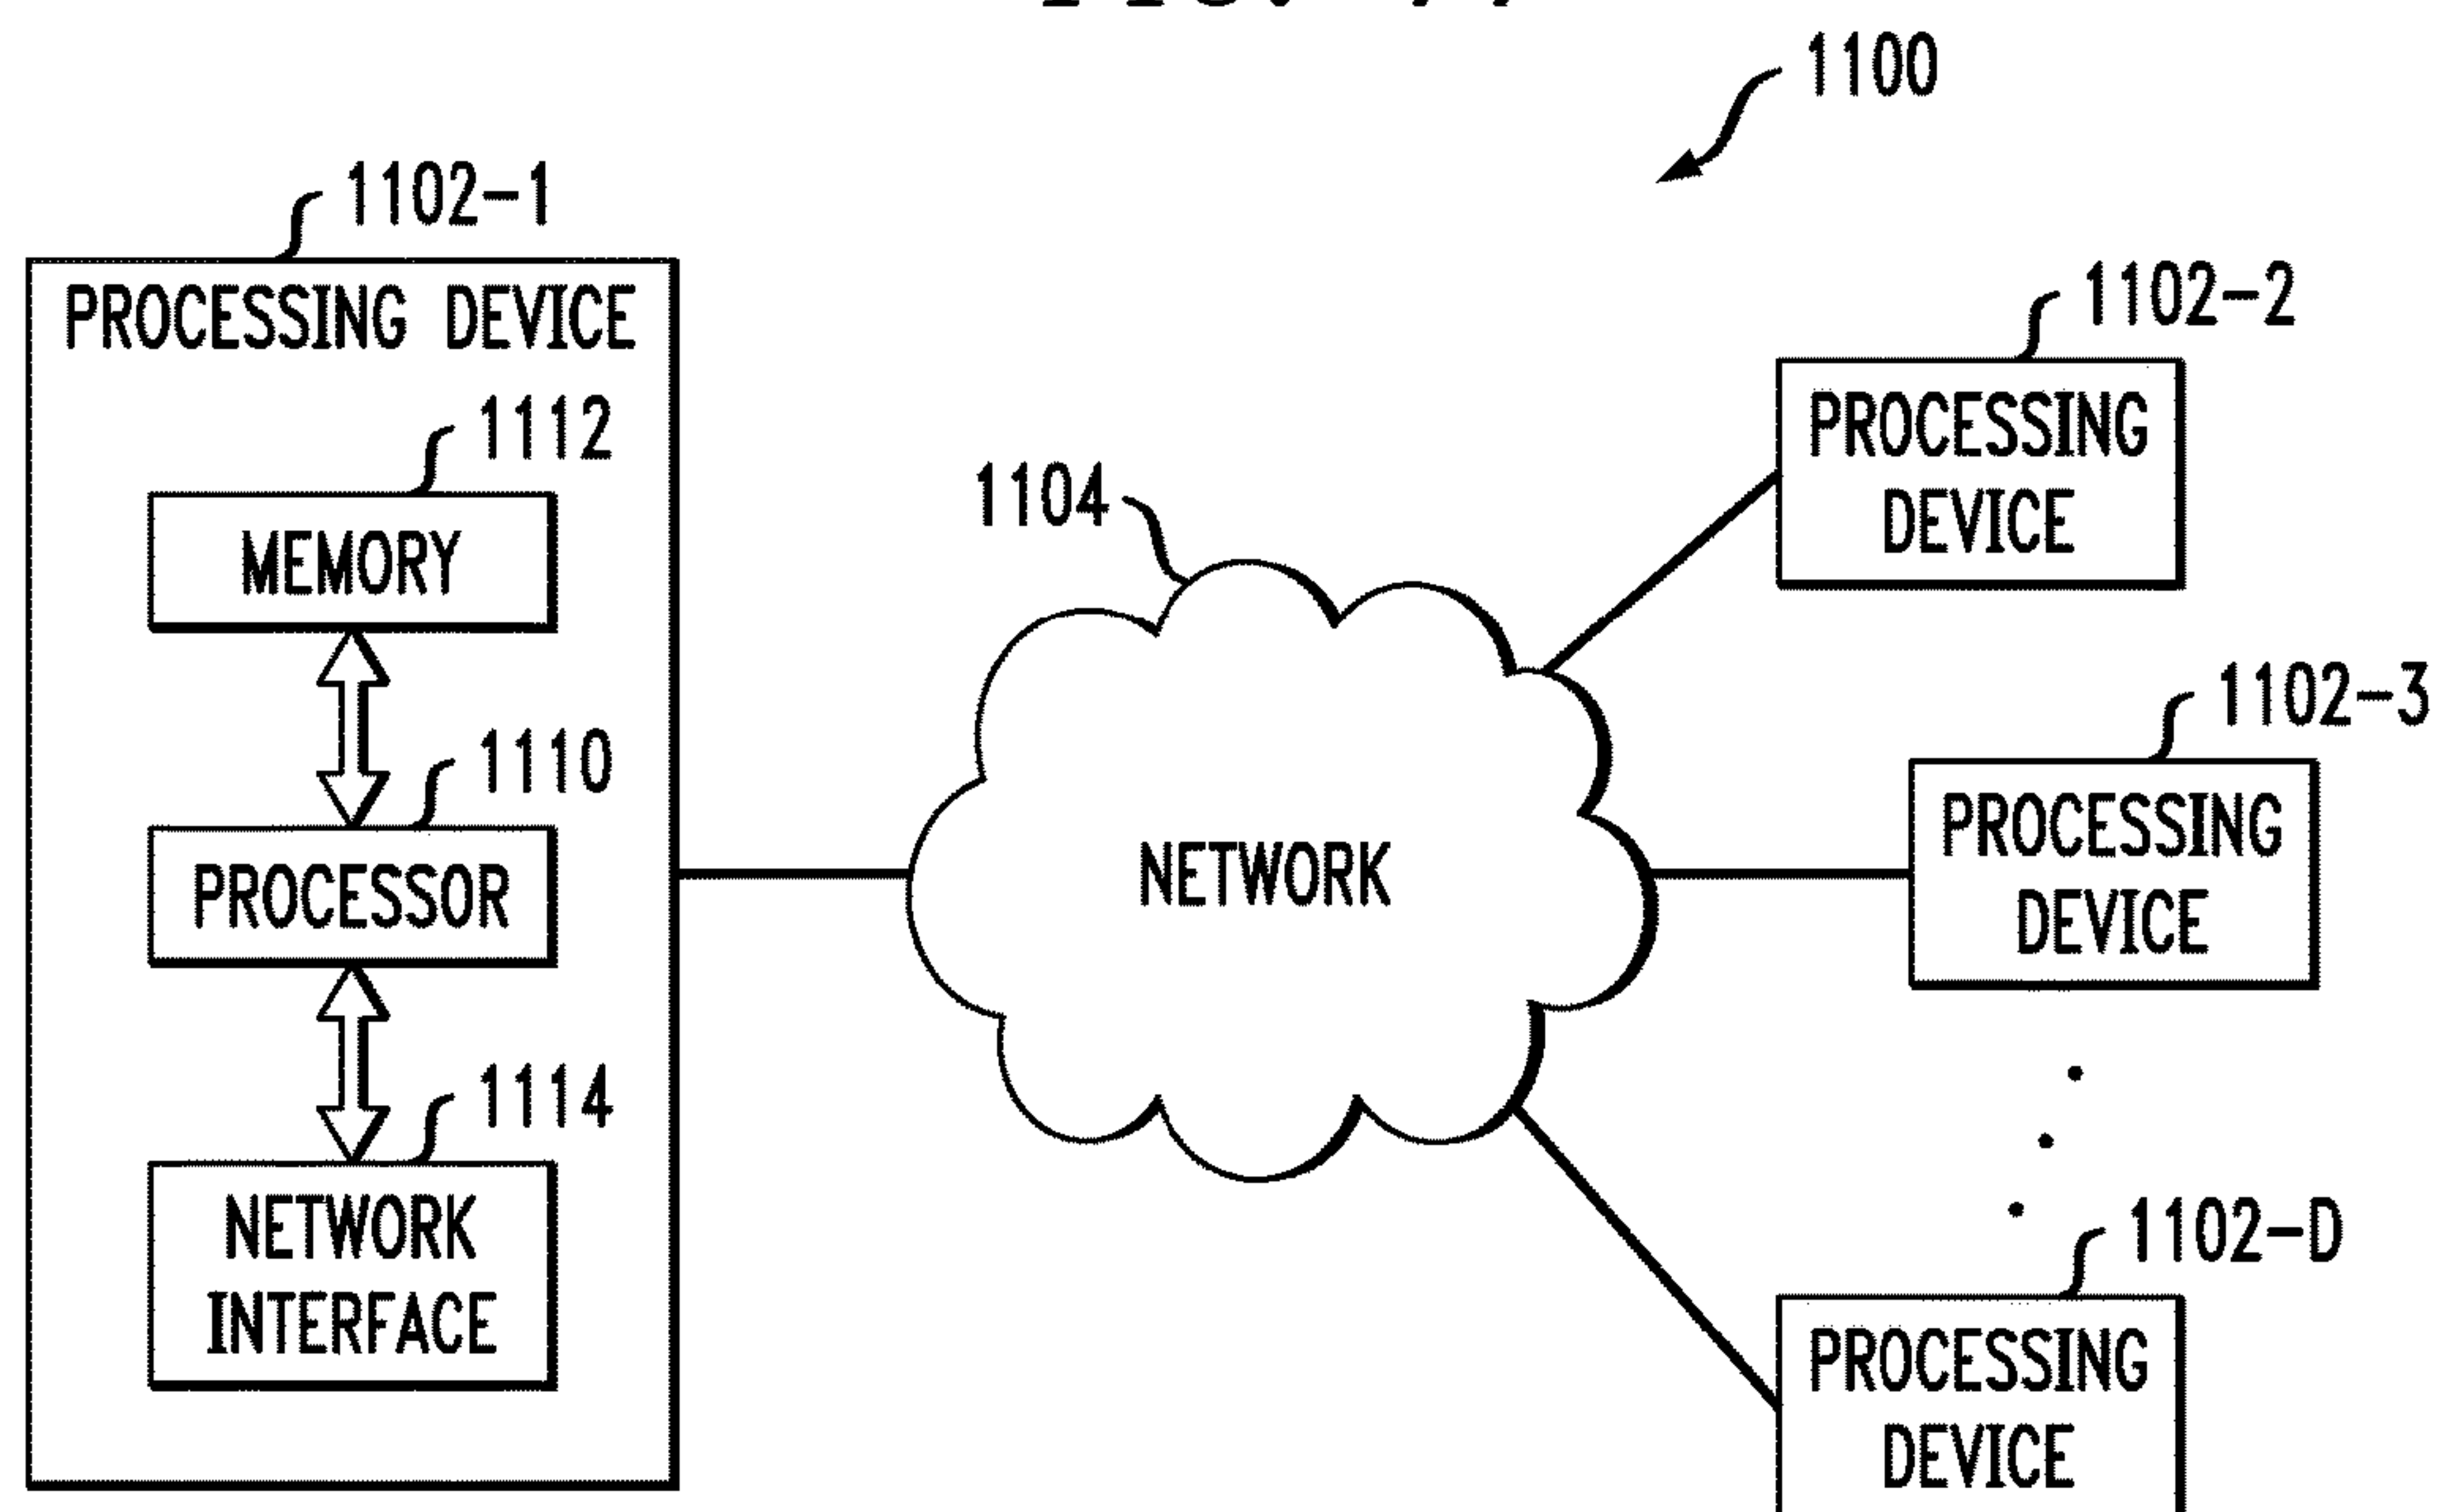 1100
1102-1
PROCESSING DEVICE
1112
MEMORY
1110
PROCESSOR
1114
NETWORK
INTERFACE
1104
NETWORK
1102-2
PROCESSING
DEVICE
1102-3
PROCESSING
DEVICE
1102-D
PROCESSING
DEVICE